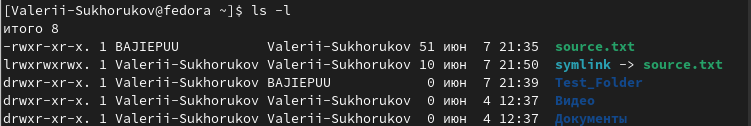 [Valerii-Sukhorukov@fedora ~]$ ls -l
итого 8
-rwxr-xr-x. 1 BAJIEPUU           Valerii-Sukhorukov 51 июн  7 21:35  source.txt
lrwxrwxrwx. 1 Valerii-Sukhorukov Valerii-Sukhorukov 10 июн  7 21:50  symlink -> source.txt
drwxr-xr-x. 1 Valerii-Sukhorukov BAJIEPUU            0 июн  7 21:39  Test_Folder
drwxr-xr-x. 1 Valerii-Sukhorukov Valerii-Sukhorukov  0 июн  4 12:37  Видео
drwxr-xr-x. 1 Valerii-Sukhorukov Valerii-Sukhorukov  0 июн  4 12:37  Документы